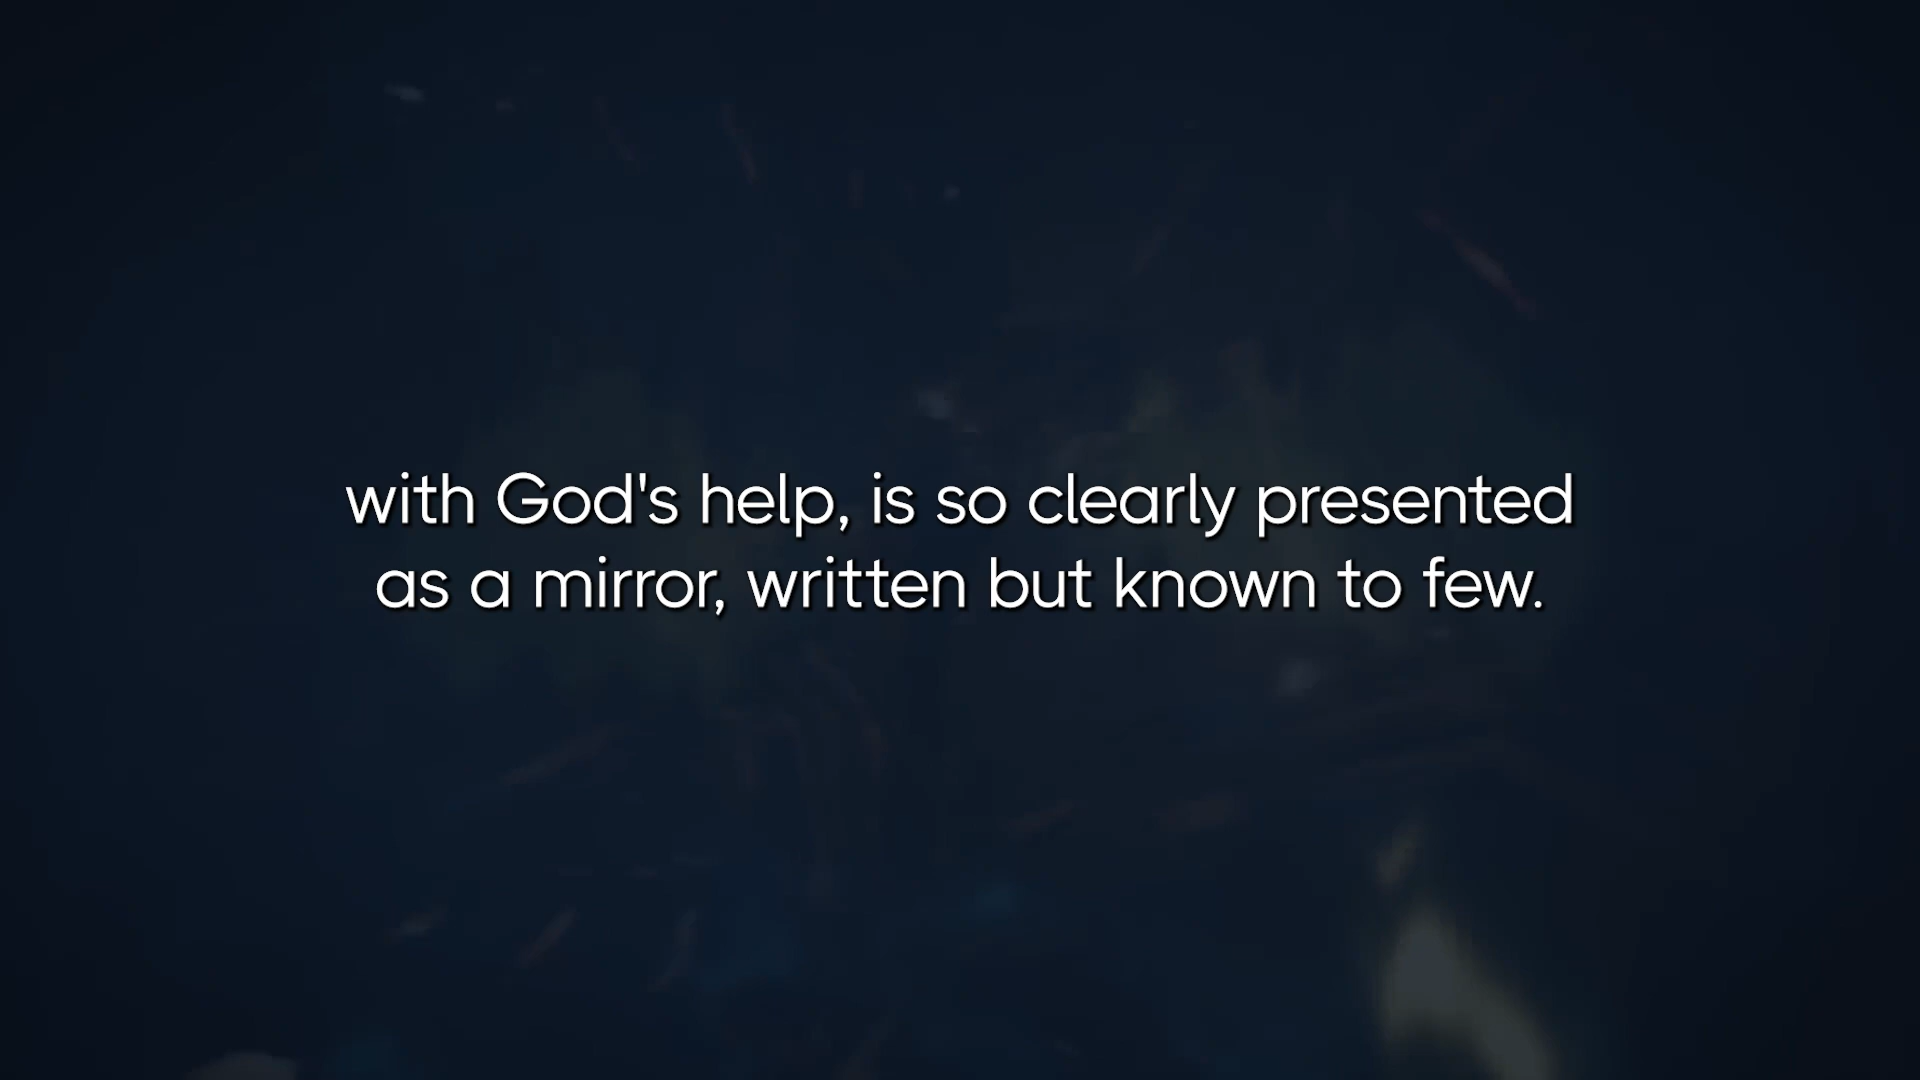 with God's help, is so clearly presented
as a mirror, written but known to few.